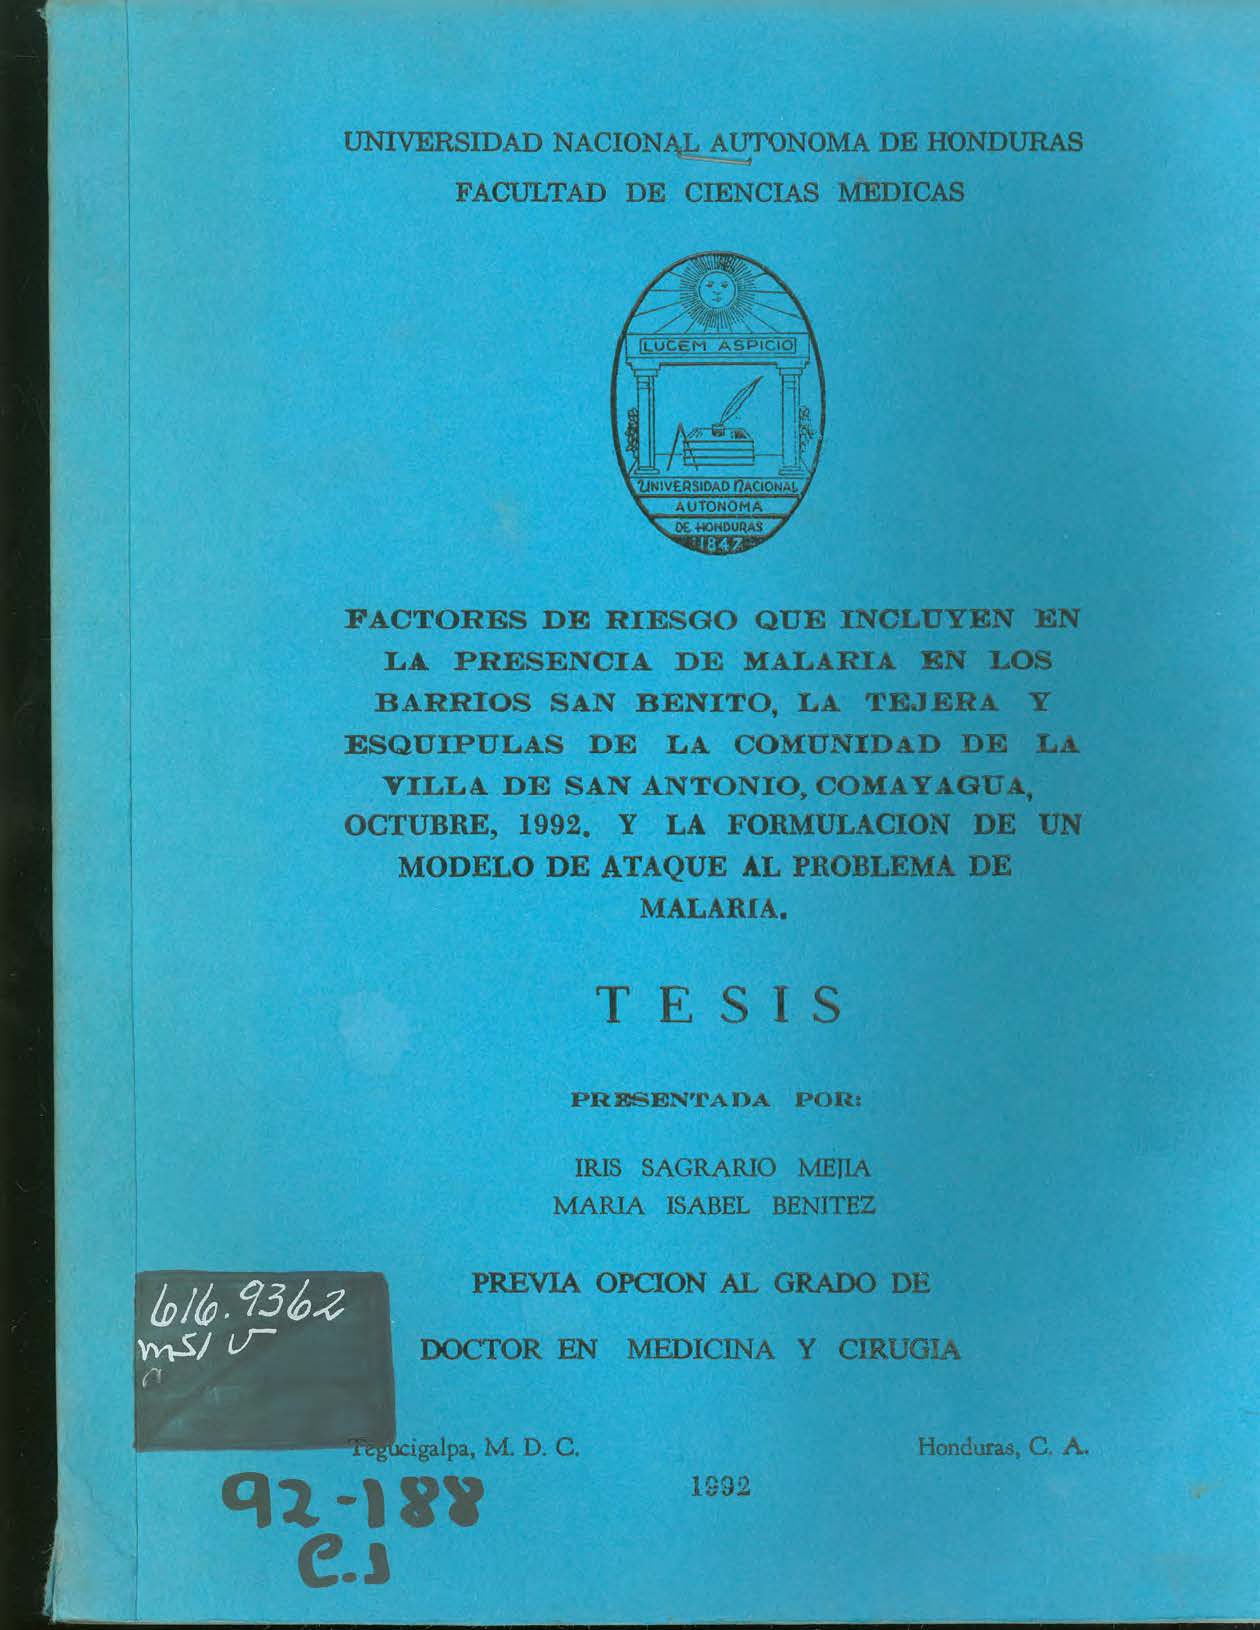 UNIVERSIDAD NACIONAL AUTONOMA DE HONDURAS
FACULTAD DE CIENCIAS MEDICAS
LUCEM ASPICIO
UNIVERSIDAD NACIONAL
AUTONOMA
DE HONDURAS
1847
FACTORES DE RIESGO QUE INCLUYEN EN
LA PRESENCIA DE MALARIA EN LOS
BARRIOS SAN BENITO, LA TEJERA Y
ESQUIPULAS DE LA COMUNIDAD DE LA
VILLA DE SAN ANTONIO, COMAYAGUA,
OCTUBRE, 1992. Y LA FORMULACION DE UN
MODELO DE ATAQUE AL PROBLEMA DE
MALARIA.
TESIS
PRESENTADA POR:
IRIS SAGRARIO MEJIA
MARIA ISABEL BENITEZ
PREVIA OPCION AL GRADO DE
DOCTOR EN MEDICINA Y CIRUGIA
616.9362
Tegucigalpa, M. D. C. Honduras, C. A.
1992
92-188
C.1